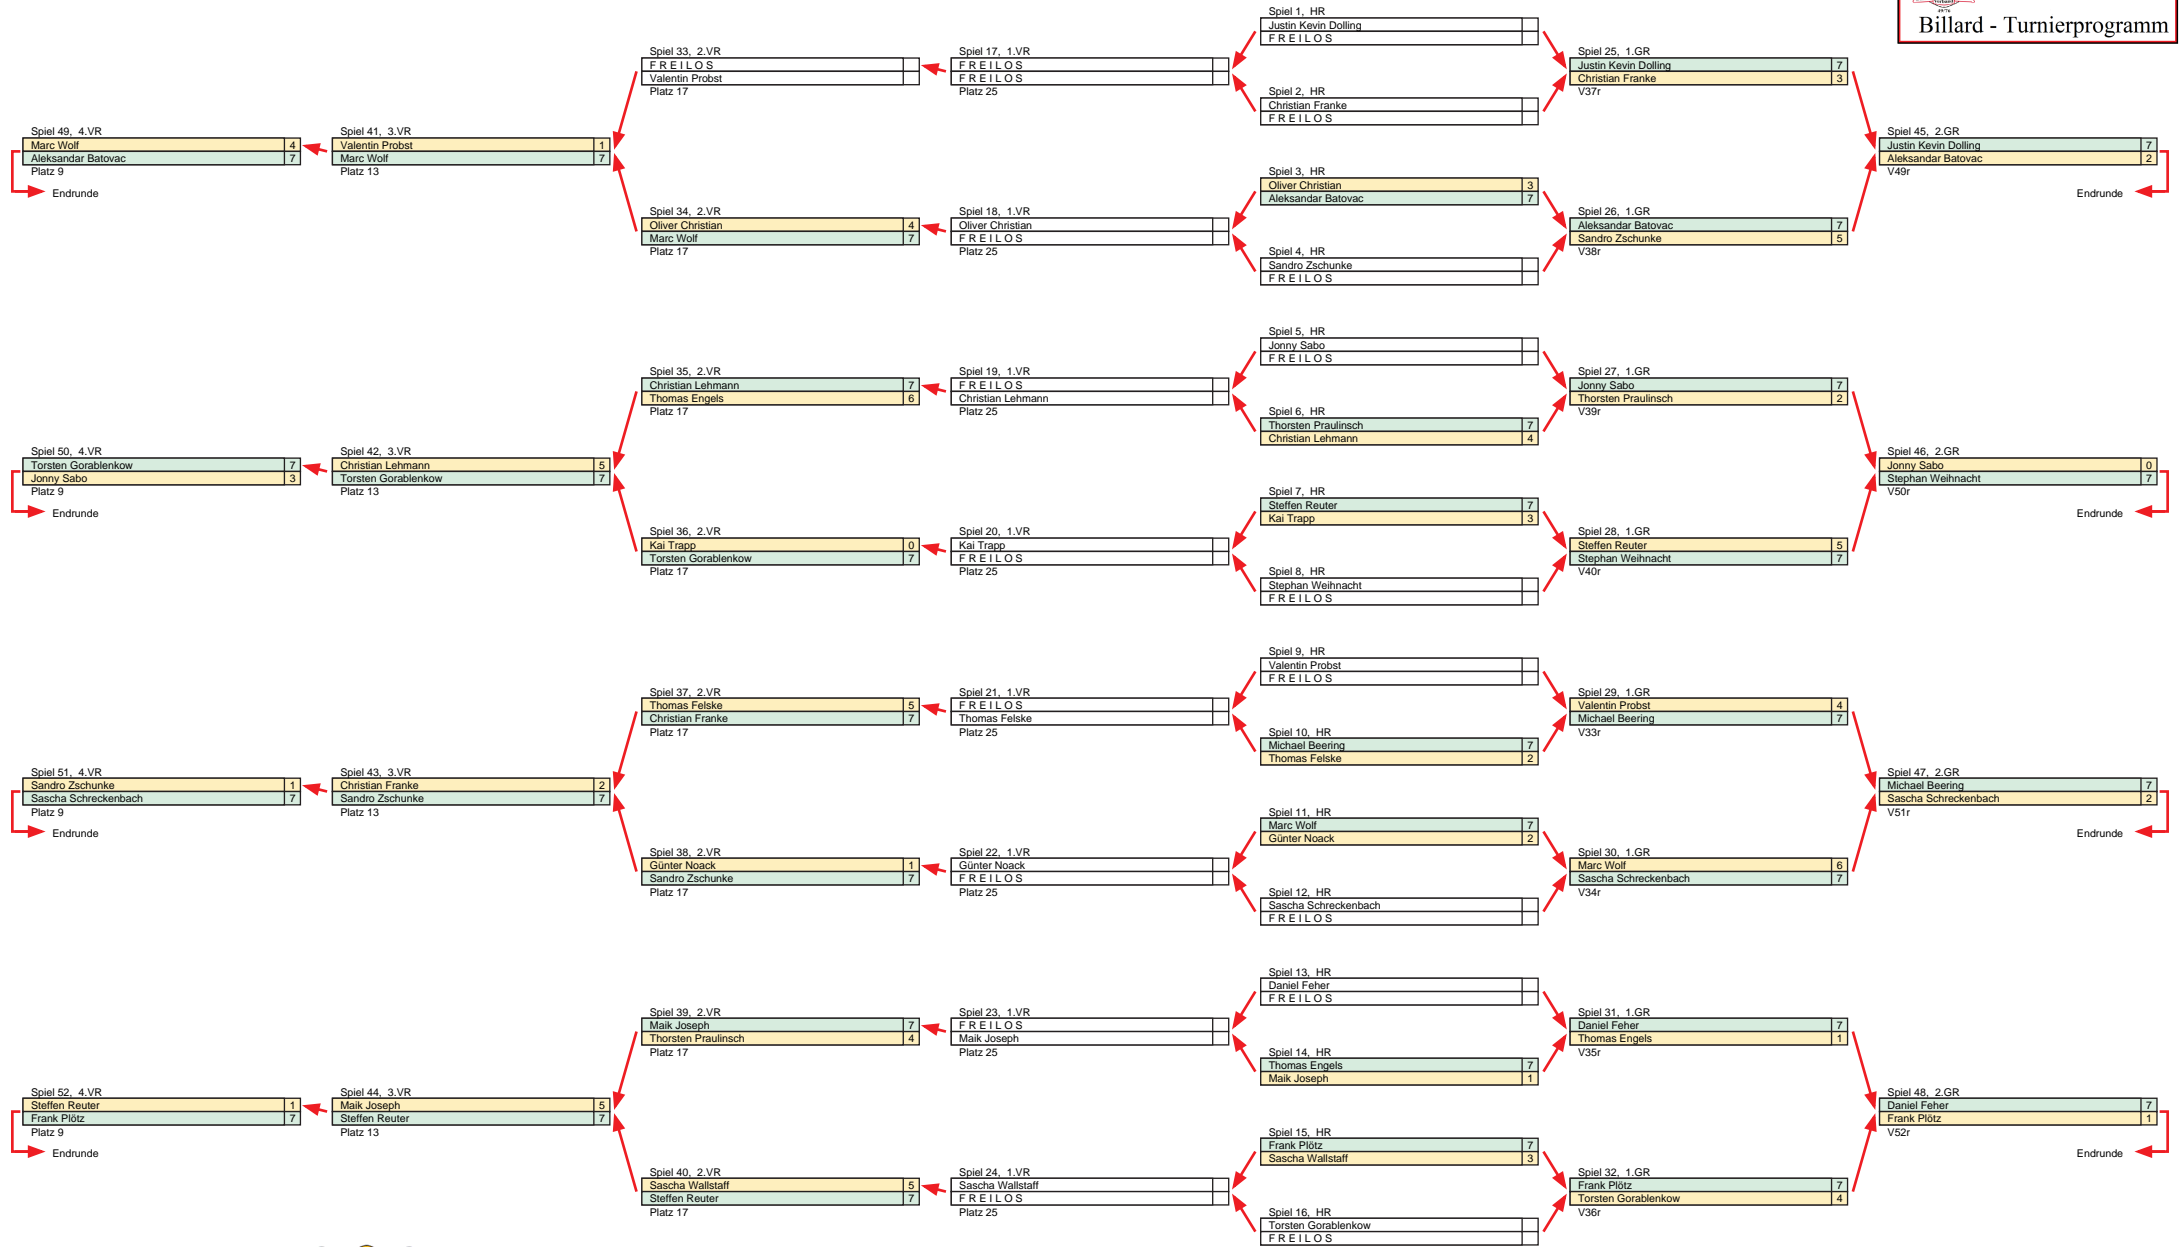 Billard - Turnierprogramm
Spiel 49, 4.VR
Marc Wolf 4
Aleksandar Batovac 7
Platz 9
Endrunde
Spiel 50, 4.VR
Torsten Gorablenkow 7
Jonny Sabo 3
Platz 9
Endrunde
Spiel 51, 4.VR
Sandro Zschunke 1
Sascha Schreckenbach 7
Platz 9
Endrunde
Spiel 52, 4.VR
Steffen Reuter 1
Frank Plötz 7
Platz 9
Endrunde
Spiel 41, 3.VR
Valentin Probst 1
Marc Wolf 7
Platz 13
Spiel 42, 3.VR
Christian Lehmann 5
Torsten Gorablenkow 7
Platz 13
Spiel 43, 3.VR
Christian Franke 2
Sandro Zschunke 7
Platz 13
Spiel 44, 3.VR
Maik Joseph 5
Steffen Reuter 7
Platz 13
Spiel 33, 2.VR
F R E I L O S
Valentin Probst
Platz 17
Spiel 34, 2.VR
Oliver Christian 4
Marc Wolf 7
Platz 17
Spiel 35, 2.VR
Christian Lehmann 7
Thomas Engels 6
Platz 17
Spiel 36, 2.VR
Kai Trapp 0
Torsten Gorablenkow 7
Platz 17
Spiel 37, 2.VR
Thomas Felske 5
Christian Franke 7
Platz 17
Spiel 38, 2.VR
Günter Noack 1
Sandro Zschunke 7
Platz 17
Spiel 39, 2.VR
Maik Joseph 7
Thorsten Praulinsch 4
Platz 17
Spiel 40, 2.VR
Sascha Wallstaff 5
Steffen Reuter 7
Platz 17
Spiel 17, 1.VR
F R E I L O S
F R E I L O S
Platz 25
Spiel 18, 1.VR
Oliver Christian
F R E I L O S
Platz 25
Spiel 19, 1.VR
F R E I L O S
Christian Lehmann
Platz 25
Spiel 20, 1.VR
Kai Trapp
F R E I L O S
Platz 25
Spiel 21, 1.VR
F R E I L O S
Thomas Felske
Platz 25
Spiel 22, 1.VR
Günter Noack
F R E I L O S
Platz 25
Spiel 23, 1.VR
F R E I L O S
Maik Joseph
Platz 25
Spiel 24, 1.VR
Sascha Wallstaff
F R E I L O S
Platz 25
Spiel 1, HR
Justin Kevin Dolling
F R E I L O S
Spiel 2, HR
Christian Franke
F R E I L O S
Spiel 3, HR
Oliver Christian 3
Aleksandar Batovac 7
Spiel 4, HR
Sandro Zschunke
F R E I L O S
Spiel 5, HR
Jonny Sabo
F R E I L O S
Spiel 6, HR
Thorsten Praulinsch 7
Christian Lehmann 4
Spiel 7, HR
Steffen Reuter 7
Kai Trapp 3
Spiel 8, HR
Stephan Weihnacht
F R E I L O S
Spiel 9, HR
Valentin Probst
F R E I L O S
Spiel 10, HR
Michael Beering 7
Thomas Felske 2
Spiel 11, HR
Marc Wolf 7
Günter Noack 2
Spiel 12, HR
Sascha Schreckenbach
F R E I L O S
Spiel 13, HR
Daniel Feher
F R E I L O S
Spiel 14, HR
Thomas Engels 7
Maik Joseph 1
Spiel 15, HR
Frank Plötz 7
Sascha Wallstaff 3
Spiel 16, HR
Torsten Gorablenkow
F R E I L O S
Spiel 25, 1.GR
Justin Kevin Dolling 7
Christian Franke 3
V37r
Spiel 26, 1.GR
Aleksandar Batovac 7
Sandro Zschunke 5
V38r
Spiel 27, 1.GR
Jonny Sabo 7
Thorsten Praulinsch 2
V39r
Spiel 28, 1.GR
Steffen Reuter 5
Stephan Weihnacht 7
V40r
Spiel 29, 1.GR
Valentin Probst 4
Michael Beering 7
V33r
Spiel 30, 1.GR
Marc Wolf 6
Sascha Schreckenbach 7
V34r
Spiel 31, 1.GR
Daniel Feher 7
Thomas Engels 1
V35r
Spiel 32, 1.GR
Frank Plötz 7
Torsten Gorablenkow 4
V36r
Spiel 45, 2.GR
Justin Kevin Dolling 7
Aleksandar Batovac 2
V49r
Endrunde
Spiel 46, 2.GR
Jonny Sabo 0
Stephan Weihnacht 7
V50r
Endrunde
Spiel 47, 2.GR
Michael Beering 7
Sascha Schreckenbach 2
V51r
Endrunde
Spiel 48, 2.GR
Daniel Feher 7
Frank Plötz 1
V52r
Endrunde